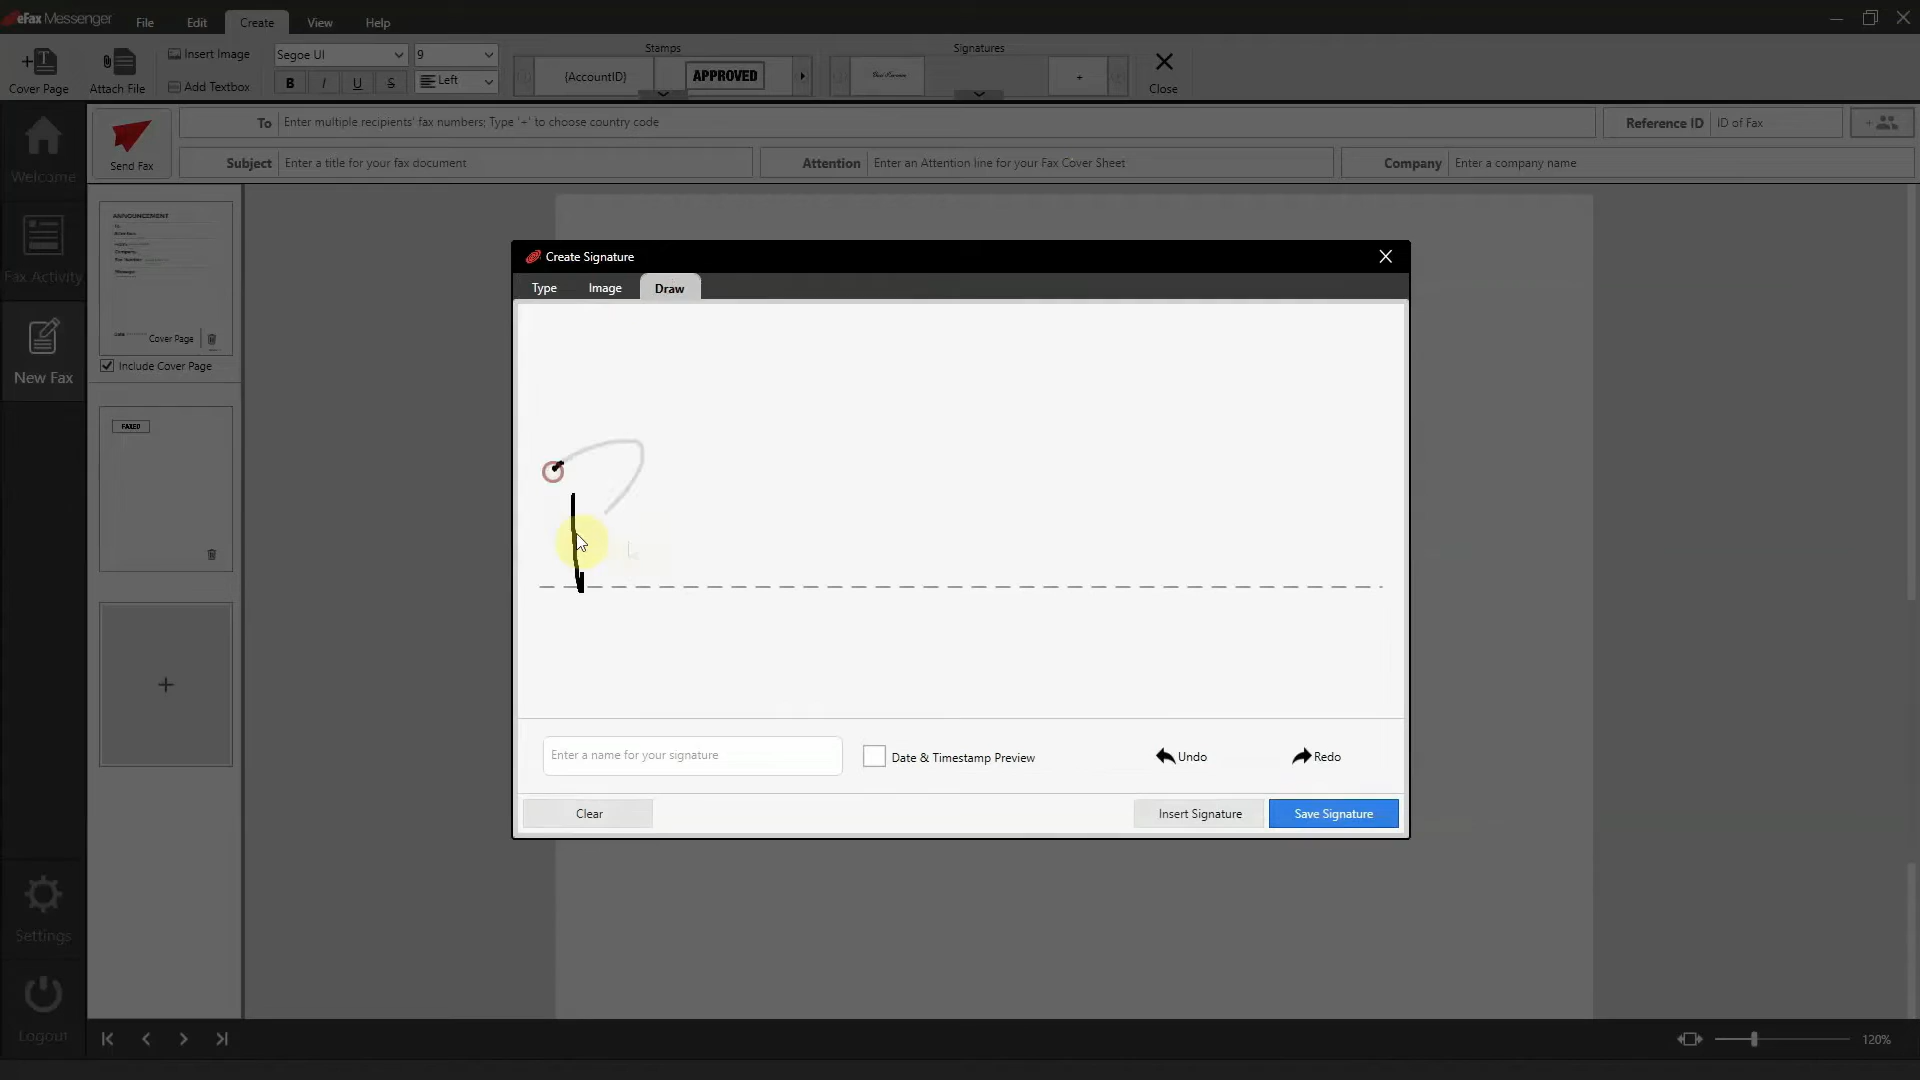 eFax Messenger
File Edit Create View Help
Cover Page
Attach File
Insert Image
Add Textbox
Segoe UI 9
B I U S Left
Stamps
{AccountID} APPROVED
Signatures
+
Close
Send Fax
To Enter multiple recipients' fax numbers; Type '+' to choose country code
Reference ID ID of Fax
Subject Enter a title for your fax document
Attention Enter an Attention line for your Fax Cover Sheet
Company Enter a company name
Welcome
Fax Activity
New Fax
Settings
Logout
ANNOUNCEMENT
Cover Page
Include Cover Page
FAXED
+
Create Signature
Type Image Draw
Enter a name for your signature
Date & Timestamp Preview
Undo Redo
Clear Insert Signature Save Signature
120%